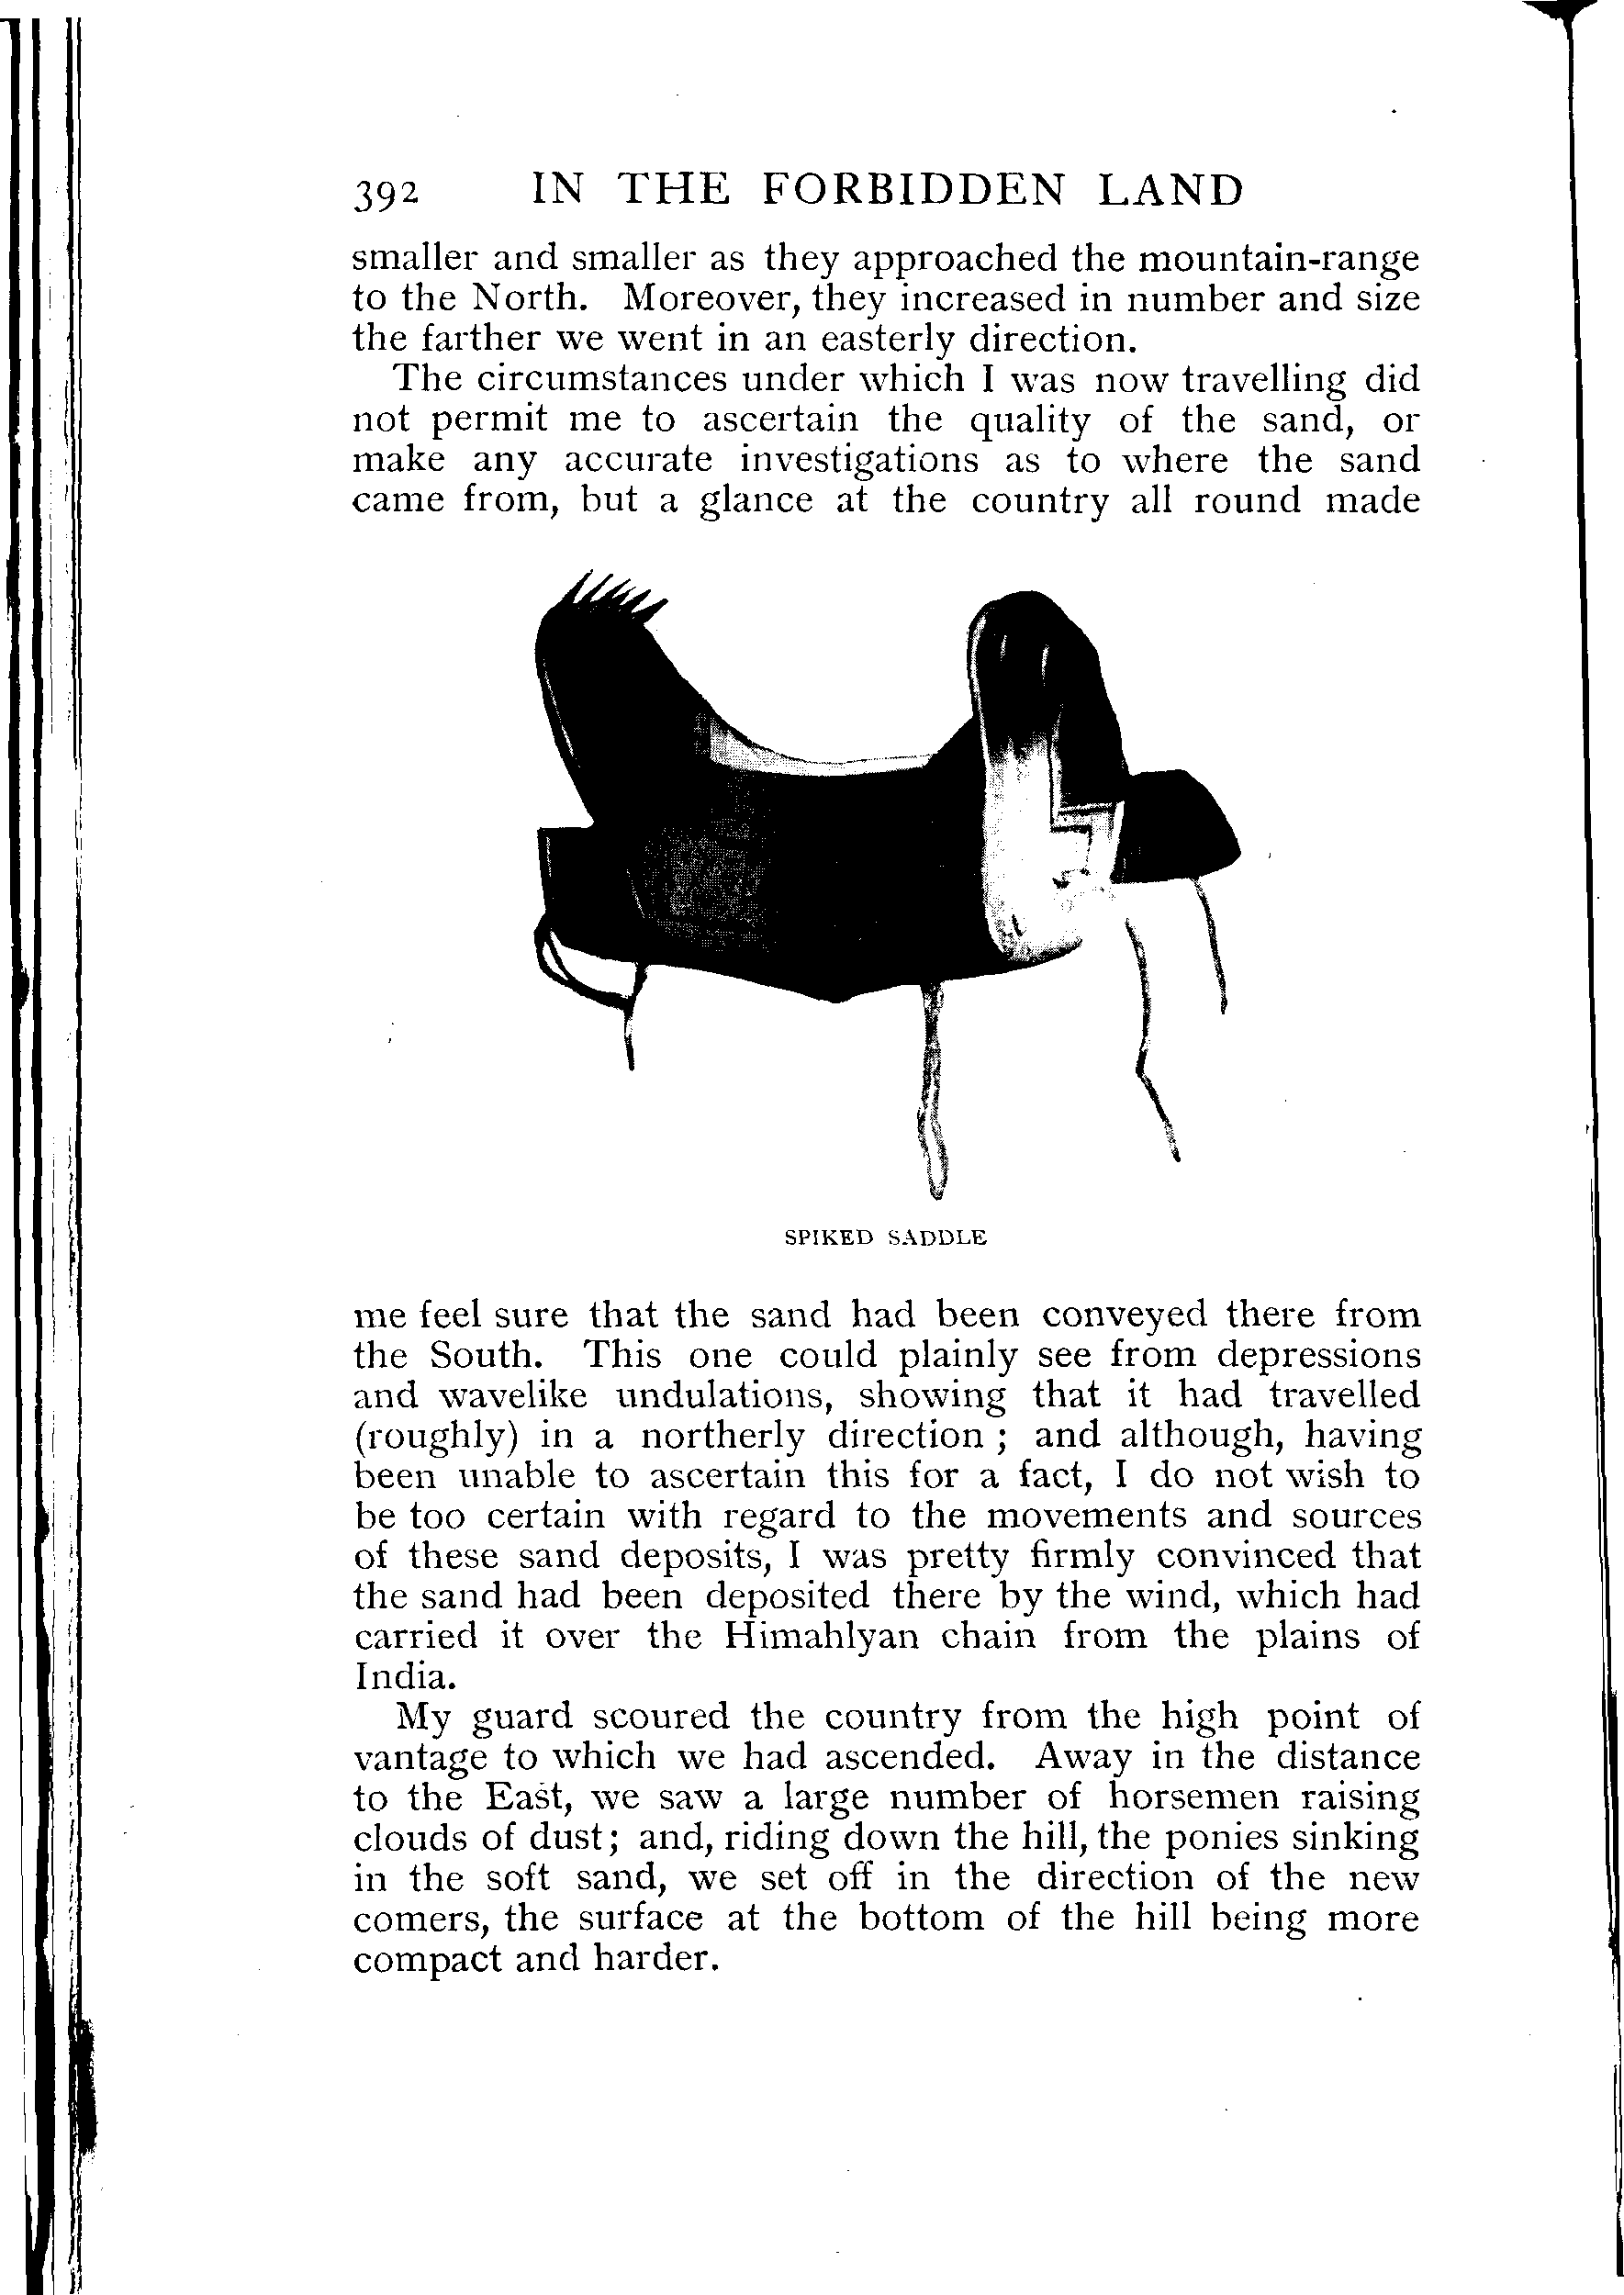 392 IN THE FORBIDDEN LAND
smaller and smaller as they approached the mountain-range
to the North. Moreover, they increased in number and size
the farther we went in an easterly direction.
The circumstances under which I was now travelling did
not permit me to ascertain the quality of the sand, or
make any accurate investigations as to where the sand
came from, but a glance at the country all round made
SPIKED SADDLE
me feel sure that the sand had been conveyed there from
the South. This one could plainly see from depressions
and wavelike undulations, showing that it had travelled
(roughly) in a northerly direction ; and although, having
been unable to ascertain this for a fact, I do not wish to
be too certain with regard to the movements and sources
of these sand deposits, I was pretty firmly convinced that
the sand had been deposited there by the wind, which had
carried it over the Himahlyan chain from the plains of
India.
My guard scoured the country from the high point of
vantage to which we had ascended. Away in the distance
to the East, we saw a large number of horsemen raising
clouds of dust; and, riding down the hill, the ponies sinking
in the soft sand, we set off in the direction of the new
comers, the surface at the bottom of the hill being more
compact and harder.